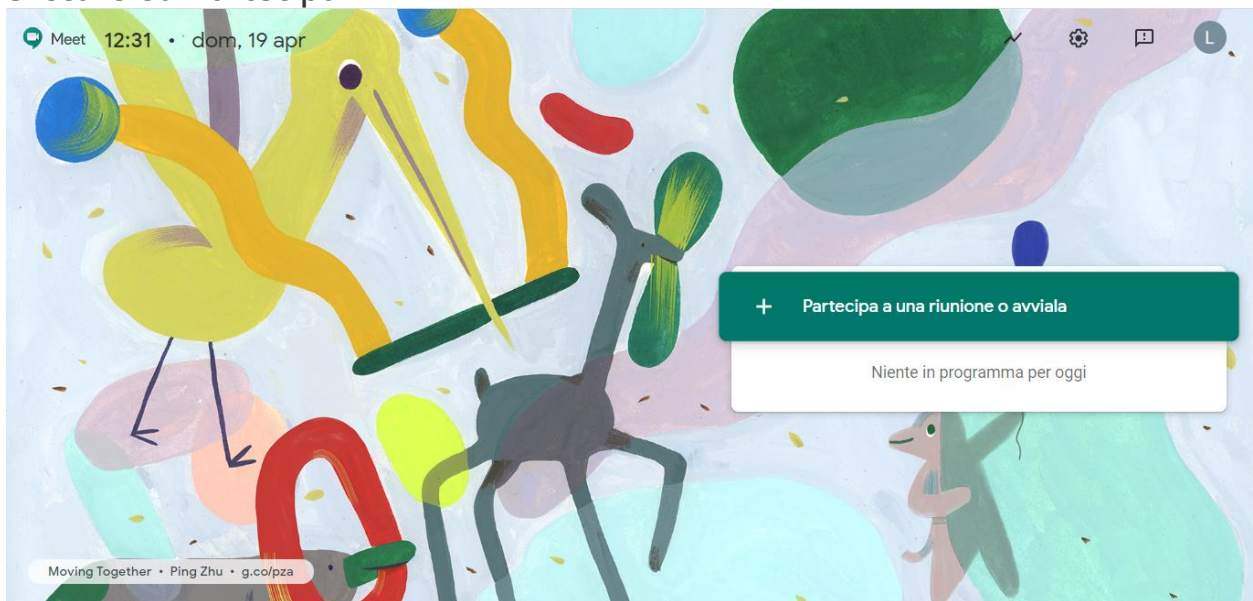 Meet 12:31 • dom, 19 apr
L
Partecipa a una riunione o avviala
Niente in programma per oggi
Moving Together • Ping Zhu • g.co/pza